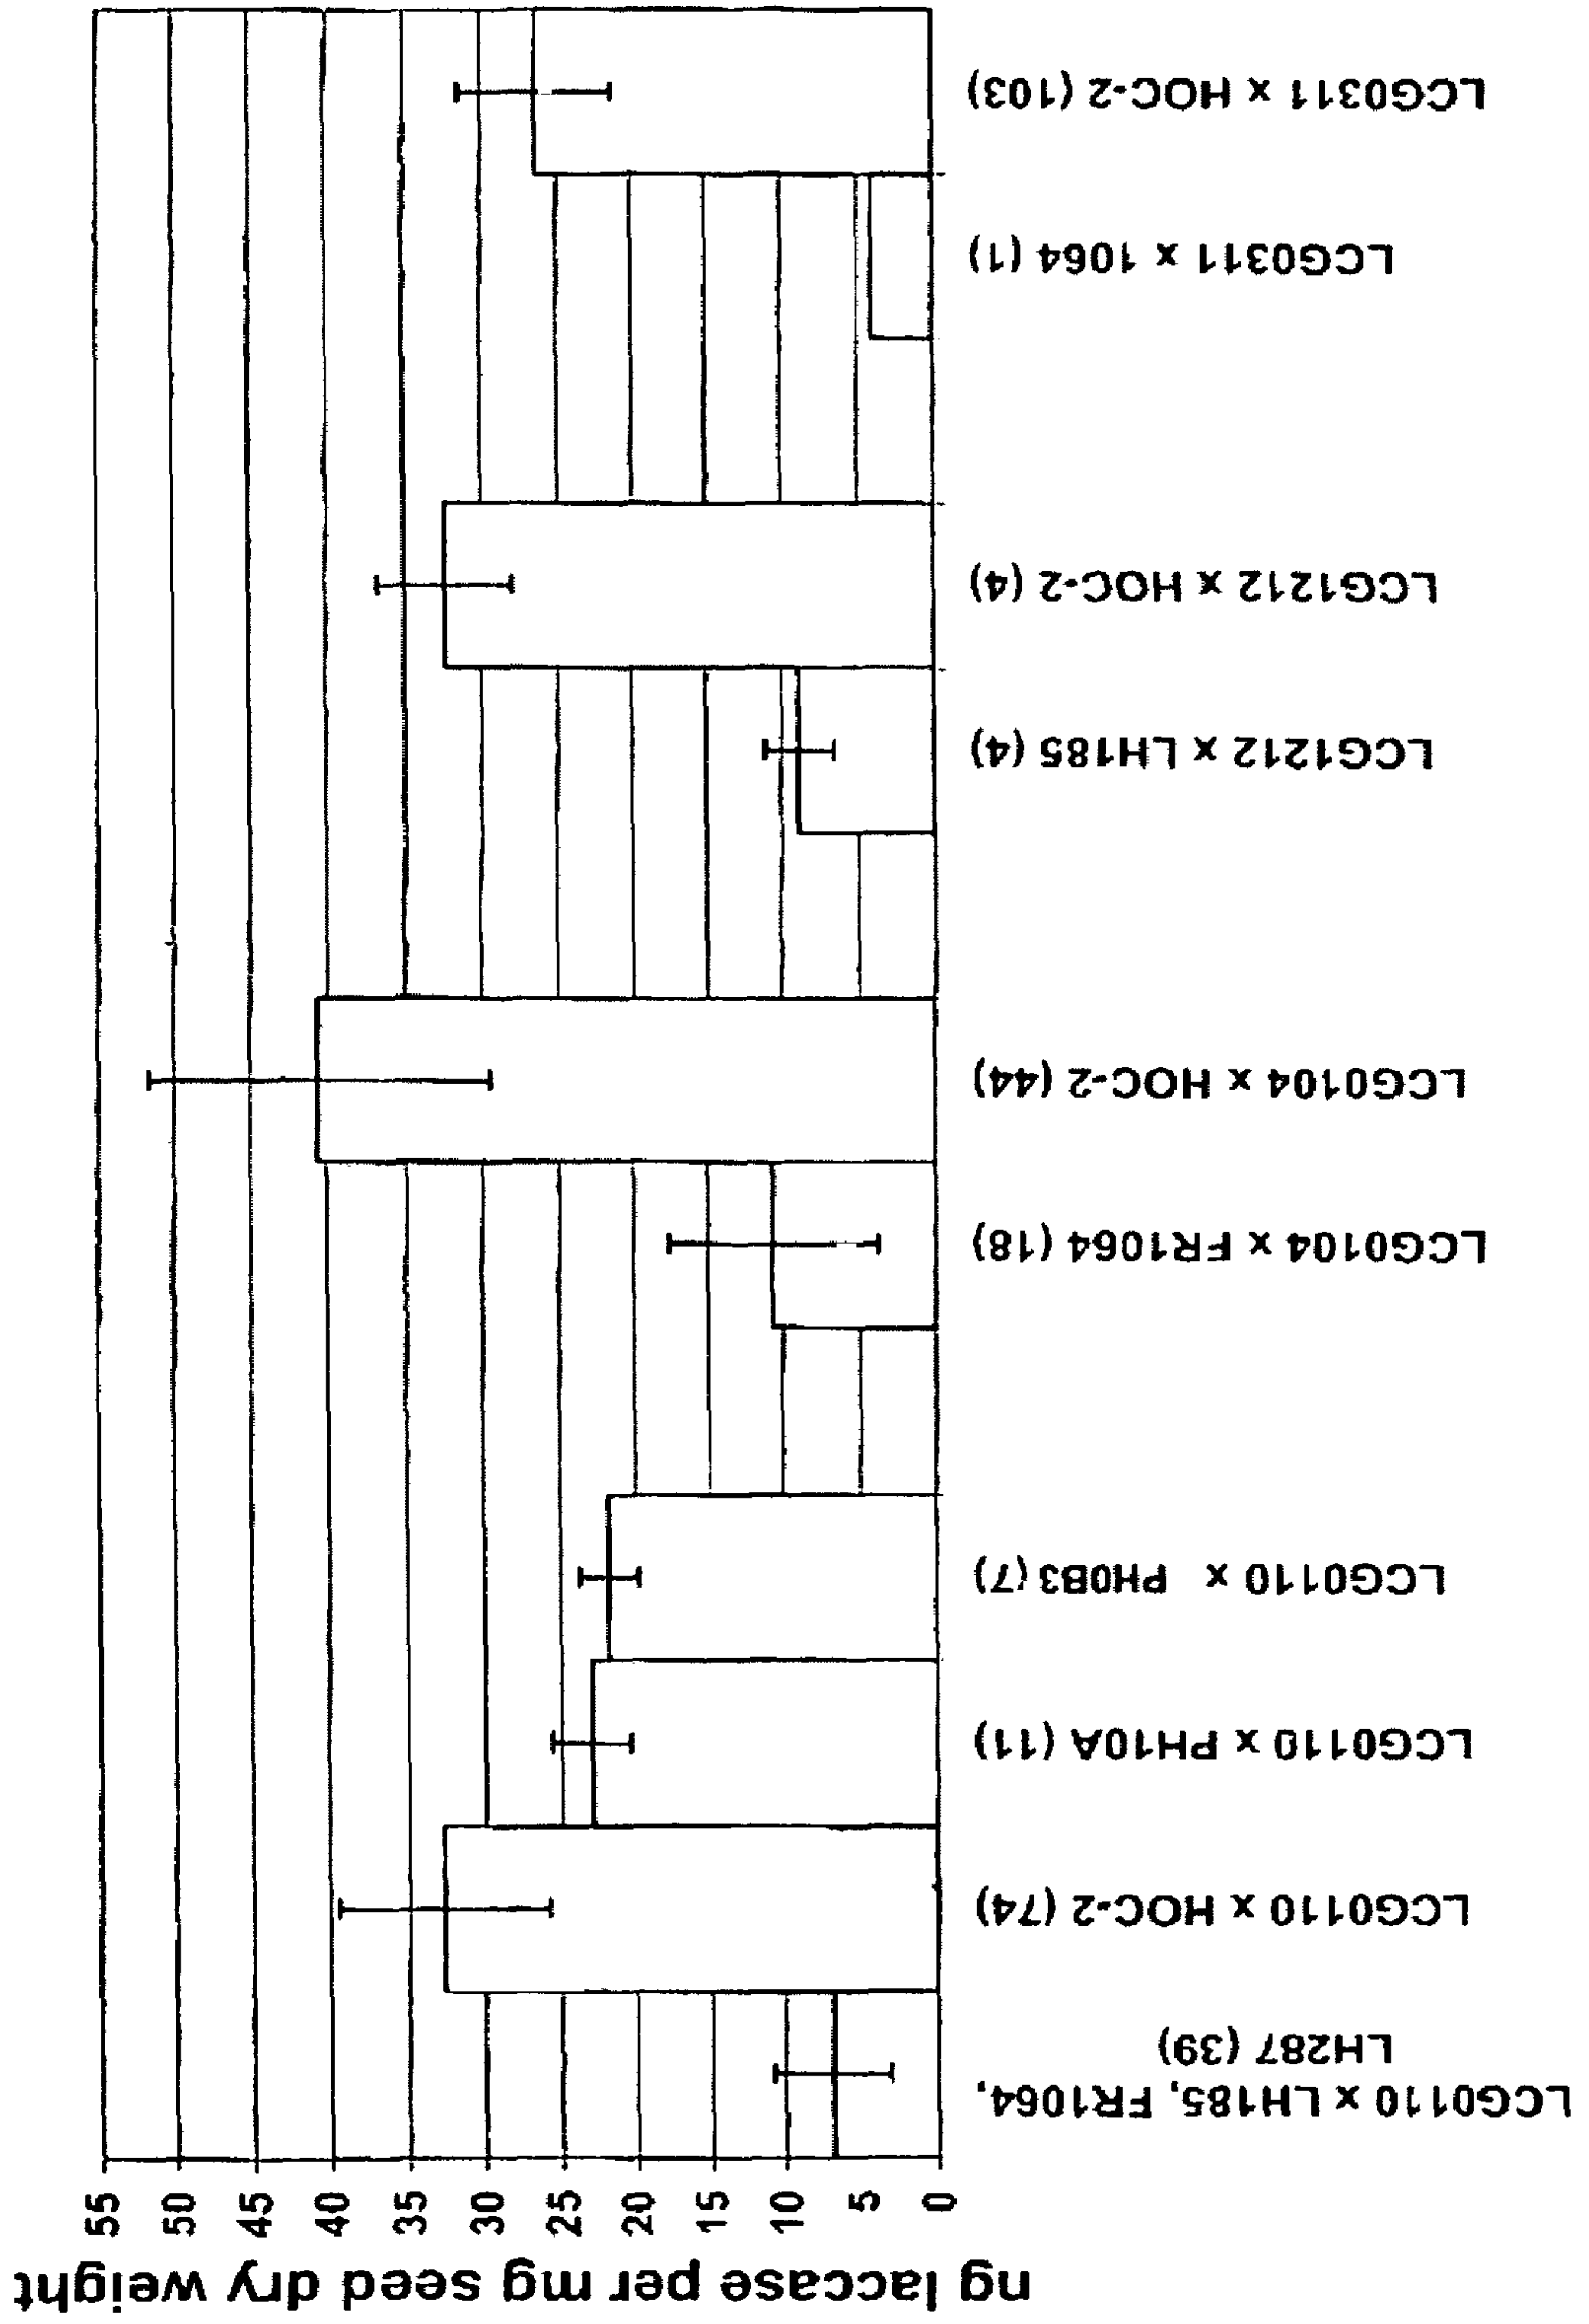 ng laccase per mg seed dry weight
0
5
10
15
20
25
30
35
40
45
50
55
LCG0110 x LH185, FR1064,
LH287 (39)
LCG0110 x HOC-2 (74)
LCG0110 x PH10A (11)
LCG0110 x PH0B3 (7)
LCG0104 x FR1064 (18)
LCG0104 x HOC-2 (44)
LCG1212 x LH185 (4)
LCG1212 x HOC-2 (4)
LCG0311 x 1064 (1)
LCG0311 x HOC-2 (103)